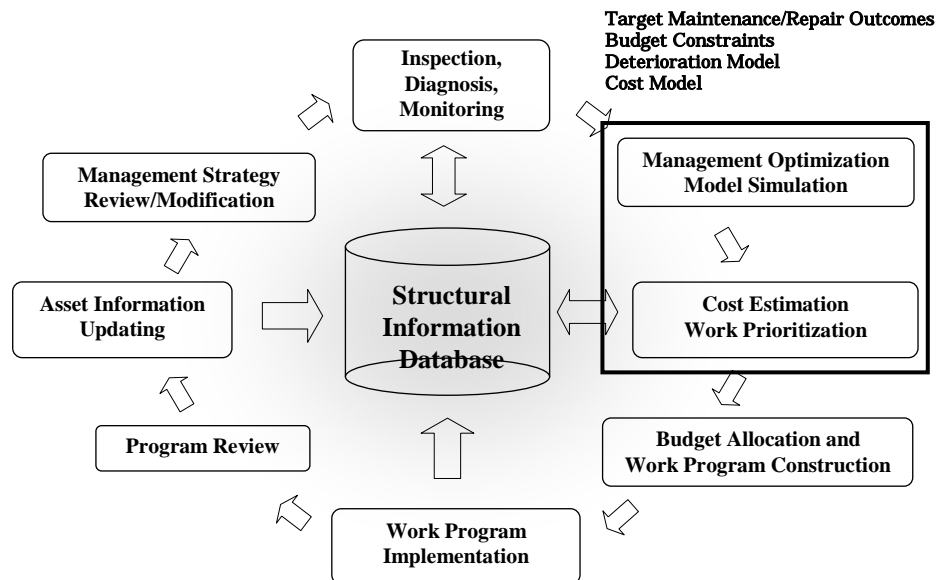 Target Maintenance/Repair Outcomes
Budget Constraints
Deterioration Model
Cost Model
Inspection,
Diagnosis,
Monitoring
Management Optimization
Model Simulation
Management Strategy
Review/Modification
Structural
Information
Database
Asset Information
Updating
Cost Estimation
Work Prioritization
Program Review
Budget Allocation and
Work Program Construction
Work Program
Implementation